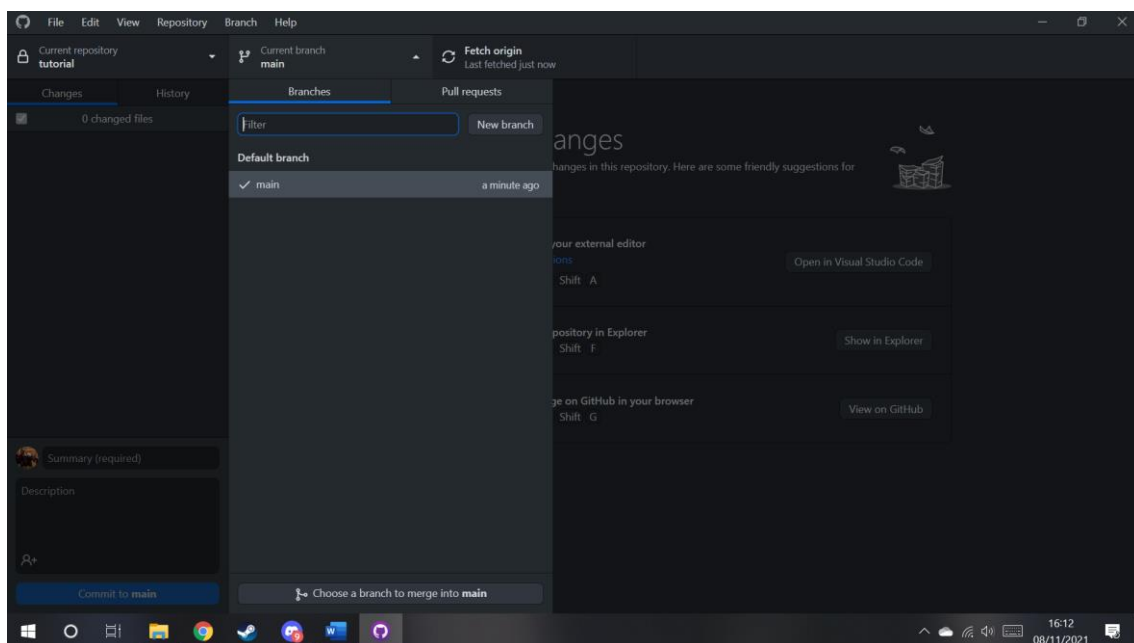 File Edit View Repository Branch Help
Current repository
tutorial
Current branch
main
Fetch origin
Last fetched just now
Changes History
Branches Pull requests
0 changed files
Filter
New branch
Default branch
main a minute ago
anges
hanges in this repository. Here are some friendly suggestions for
your external editor
ions
Shift A
Open in Visual Studio Code
pository in Explorer
Shift F
Show in Explorer
ge on GitHub in your browser
Shift G
View on GitHub
Summary (required)
Description
Commit to main
Choose a branch to merge into main
16:12
08/11/2021